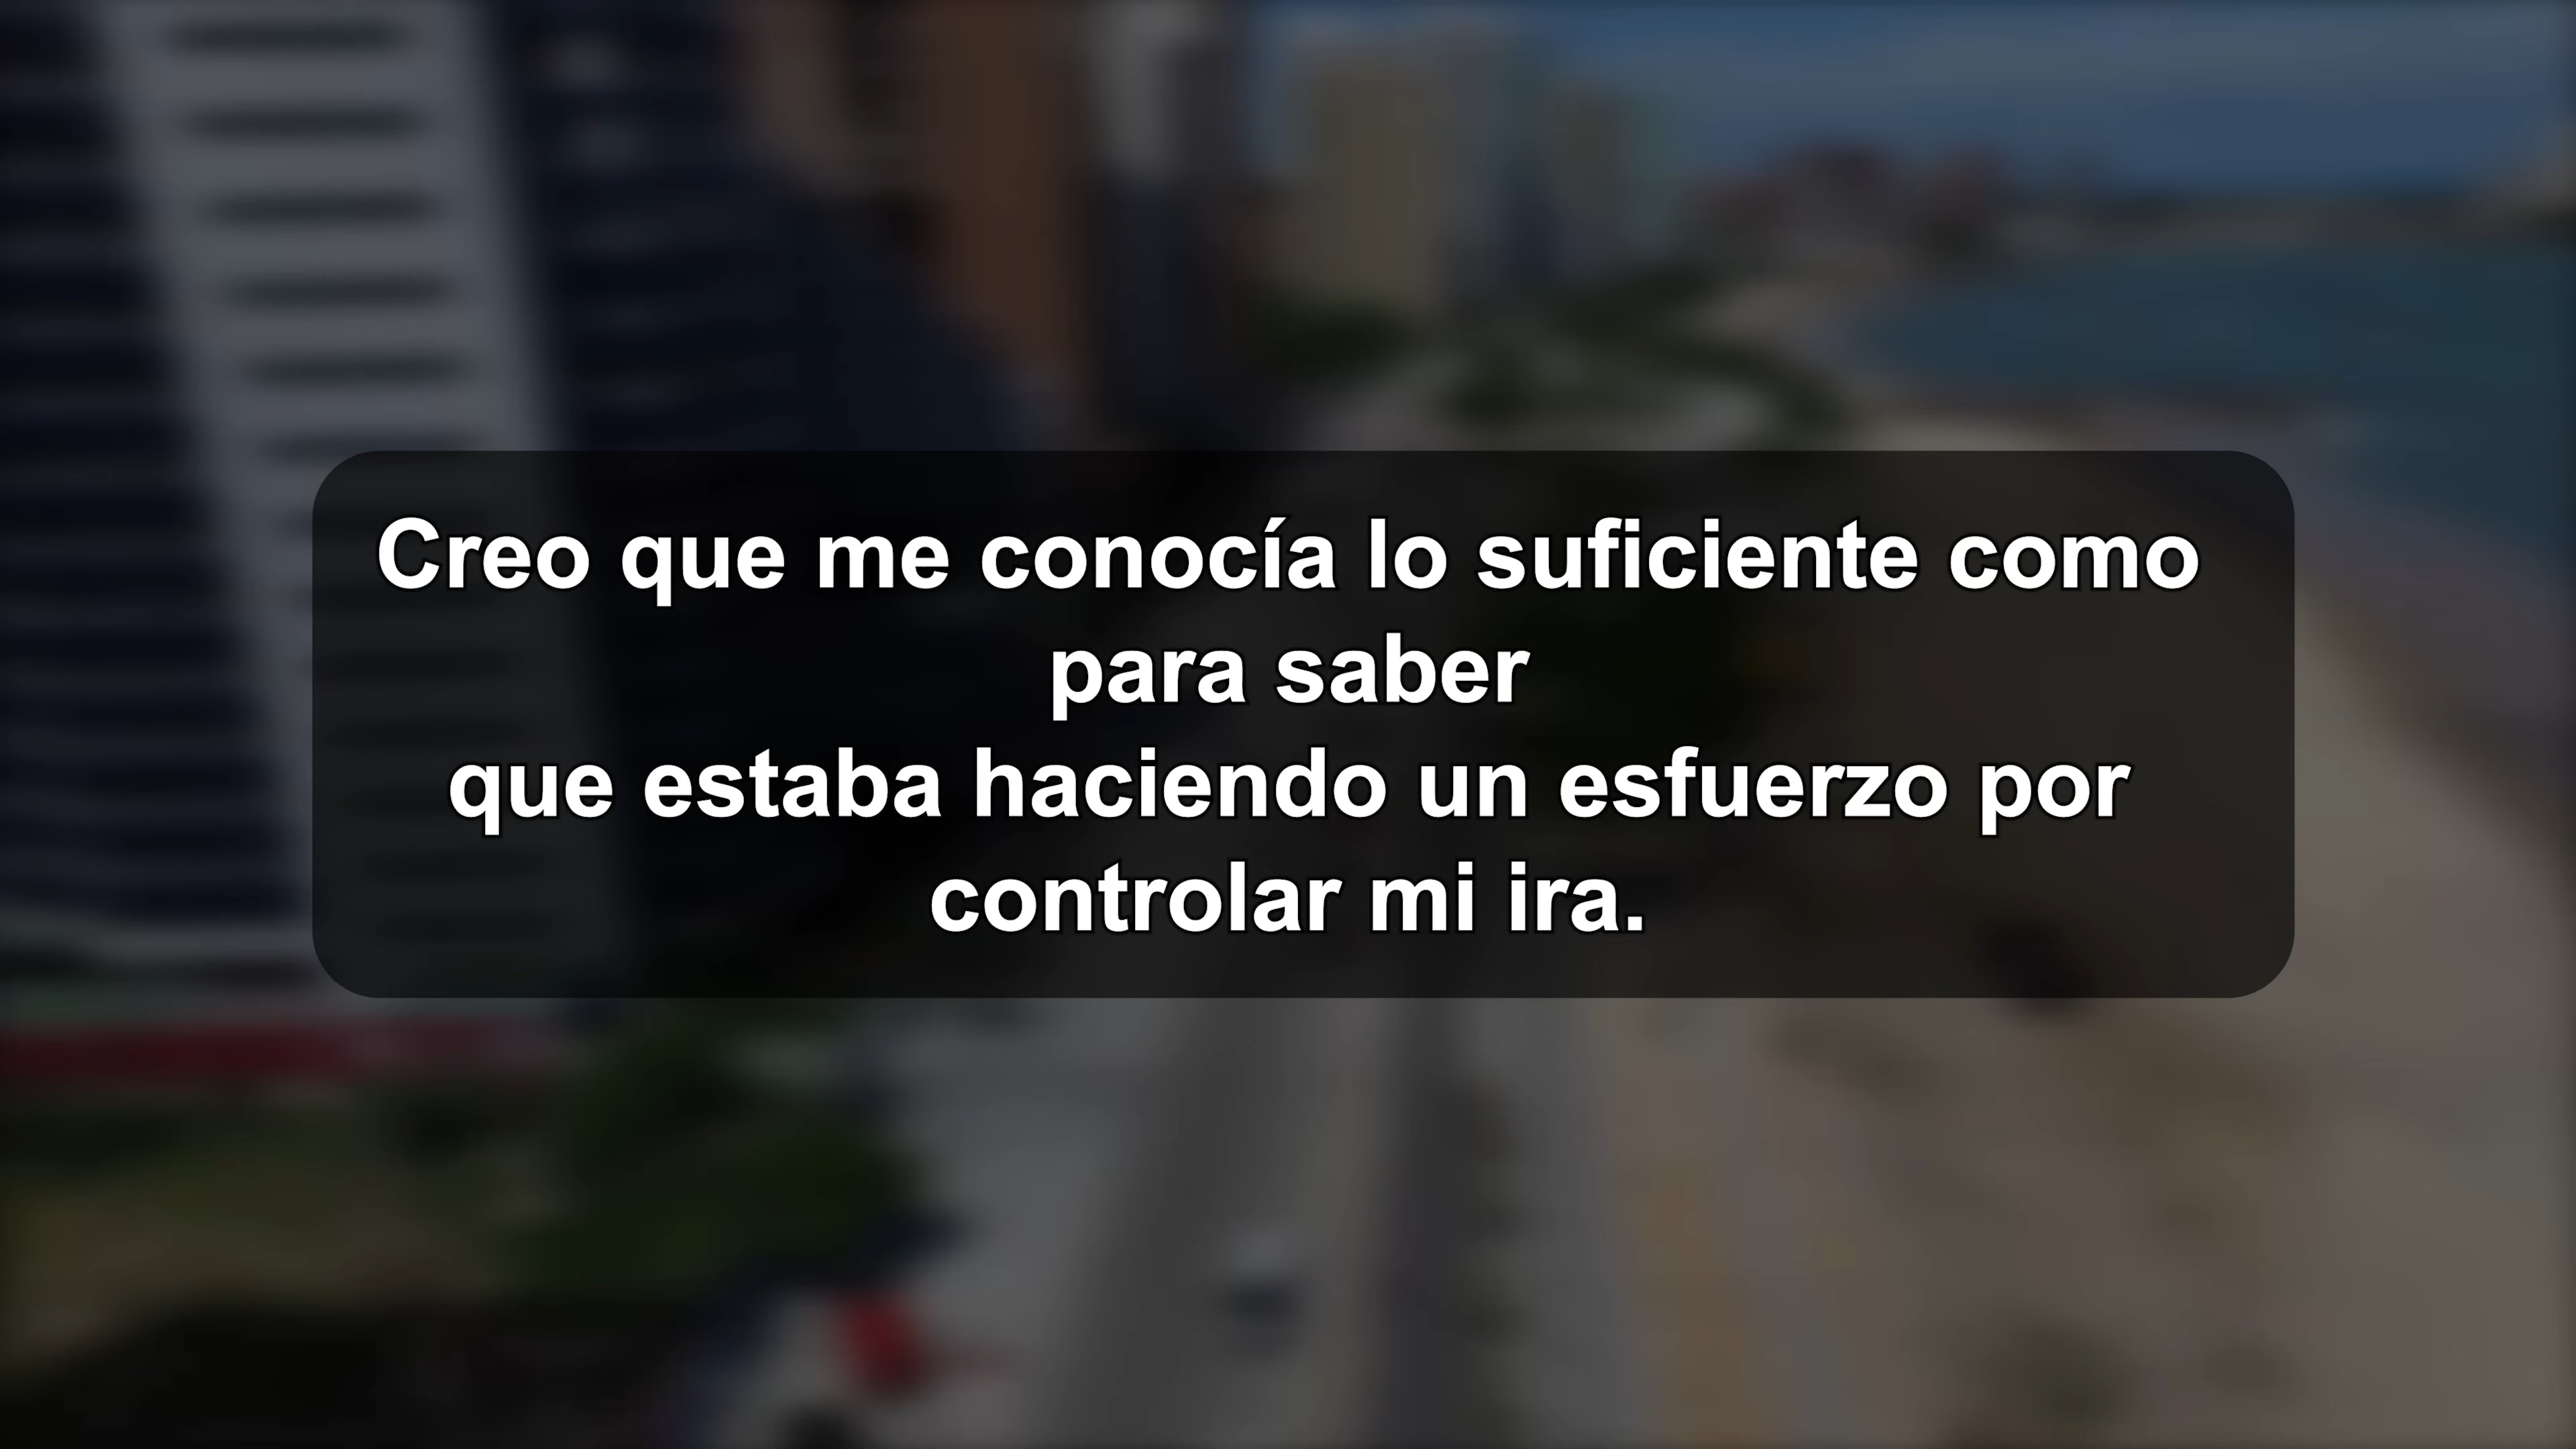 Creo que me conocía lo suficiente como
para saber
que estaba haciendo un esfuerzo por
controlar mi ira.